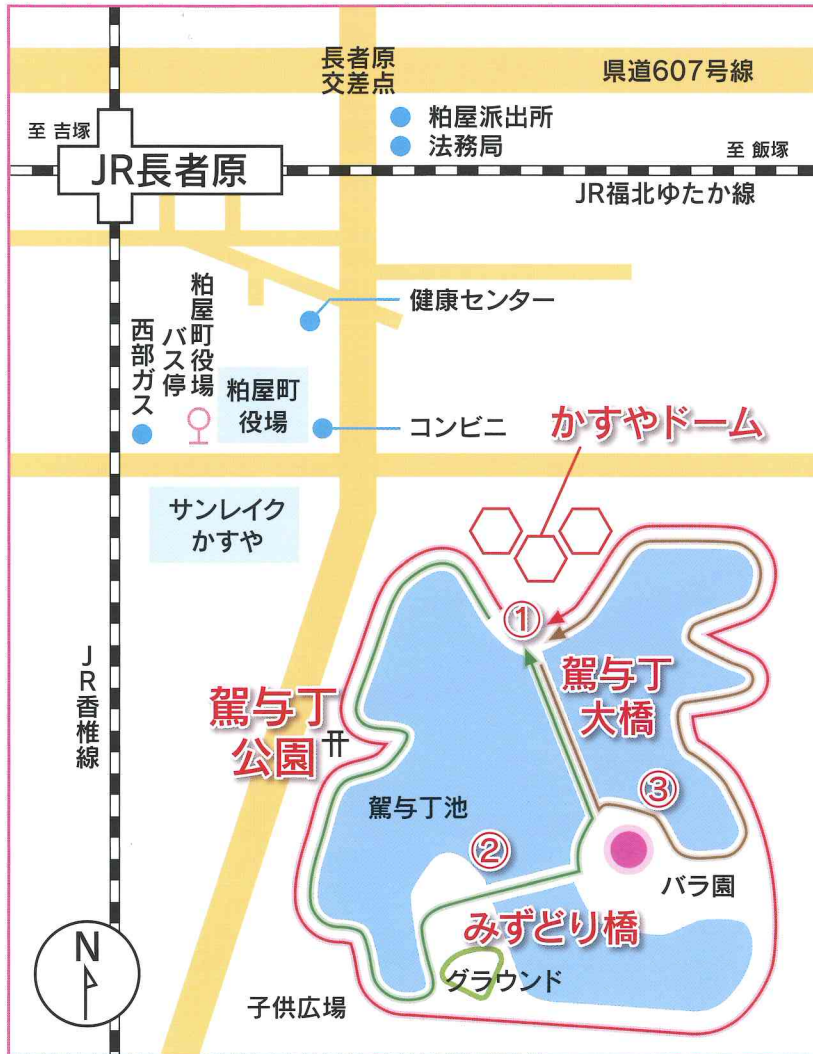 長者原
交差点
県道607号線
粕屋派出所
法務局
至 吉塚
至 飯塚
JR長者原
JR福北ゆたか線
健康センター
粕屋町役場
バス停
西部ガス
粕屋町
役場
コンビニ
かすやドーム
サンレイク
かすや
①
JR香椎線
駕与丁
大橋
駕与丁
公園
③
駕与丁池
②
バラ園
みずどり橋
グラウンド
子供広場
N